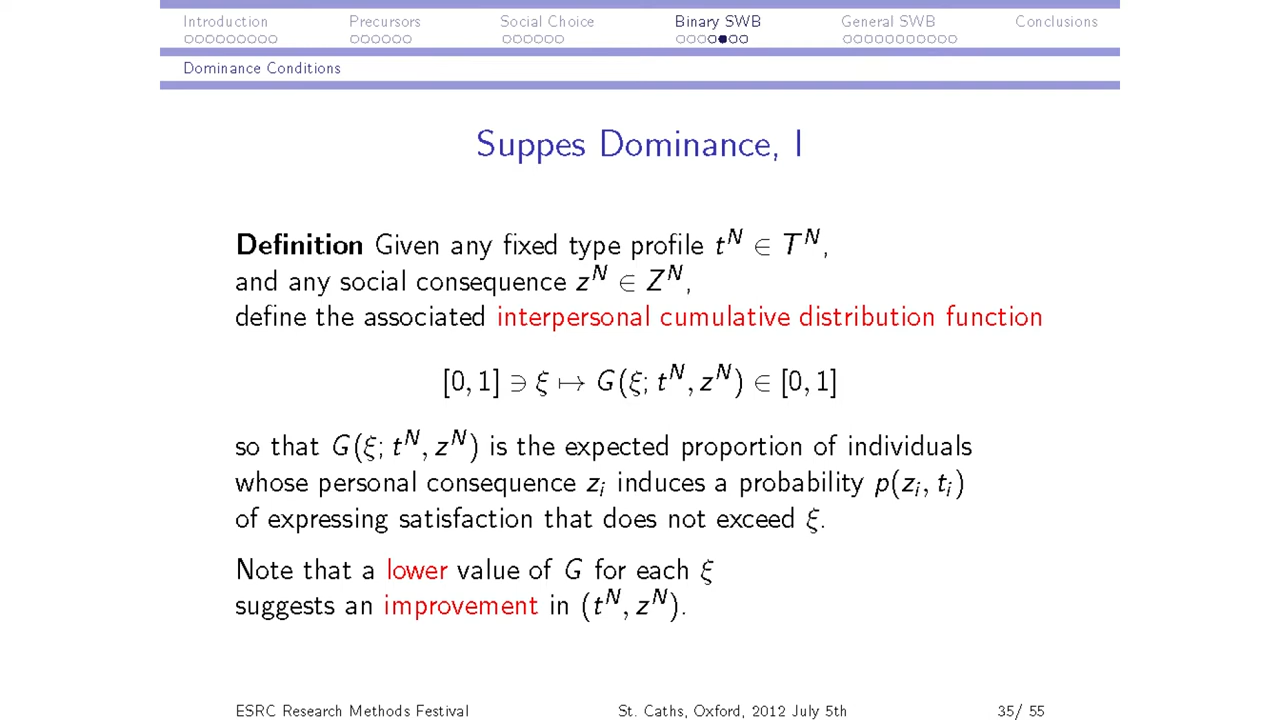 Introduction Precursors Social Choice Binary SWB General SWB Conclusions
Dominance Conditions
Suppes Dominance, I
Definition Given any fixed type profile t^N ∈ T^N,
and any social consequence z^N ∈ Z^N,
define the associated interpersonal cumulative distribution function
[0, 1] ∋ ξ ↦ G(ξ; t^N, z^N) ∈ [0, 1]
so that G(ξ; t^N, z^N) is the expected proportion of individuals
whose personal consequence z_i induces a probability p(z_i, t_i)
of expressing satisfaction that does not exceed ξ.
Note that a lower value of G for each ξ
suggests an improvement in (t^N, z^N).
ESRC Research Methods Festival St. Caths, Oxford, 2012 July 5th 35/ 55